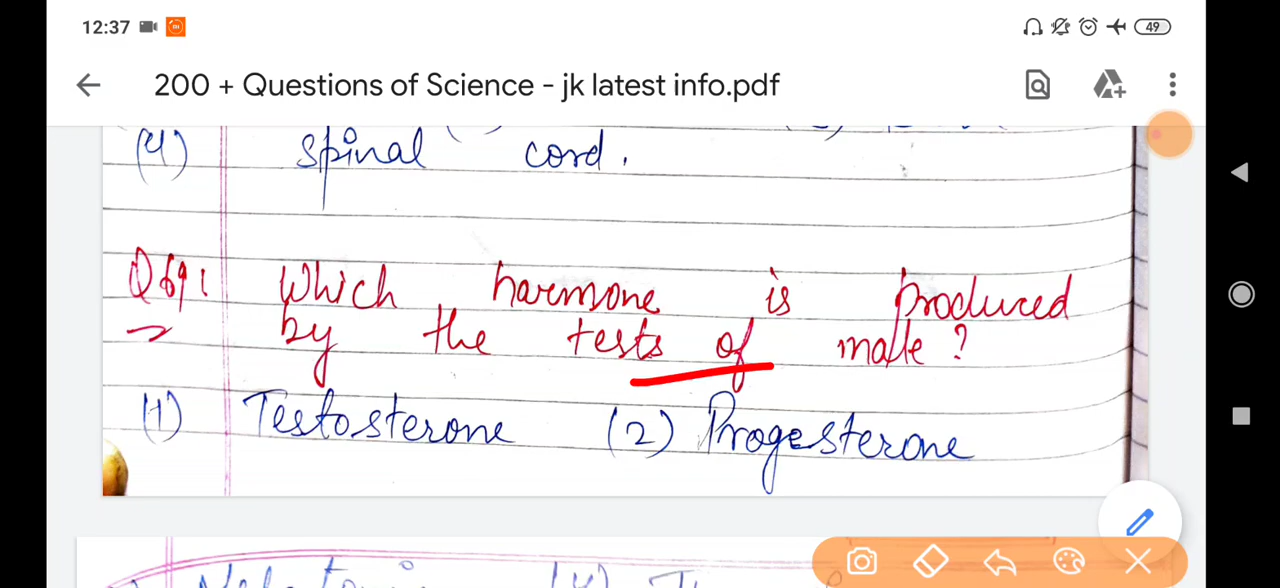 12:37
49
200 + Questions of Science - jk latest info.pdf
(4) spinal cord.
Q69: Which harmone is produced
by the tests of male?
(1) Testosterone (2) Progesterone